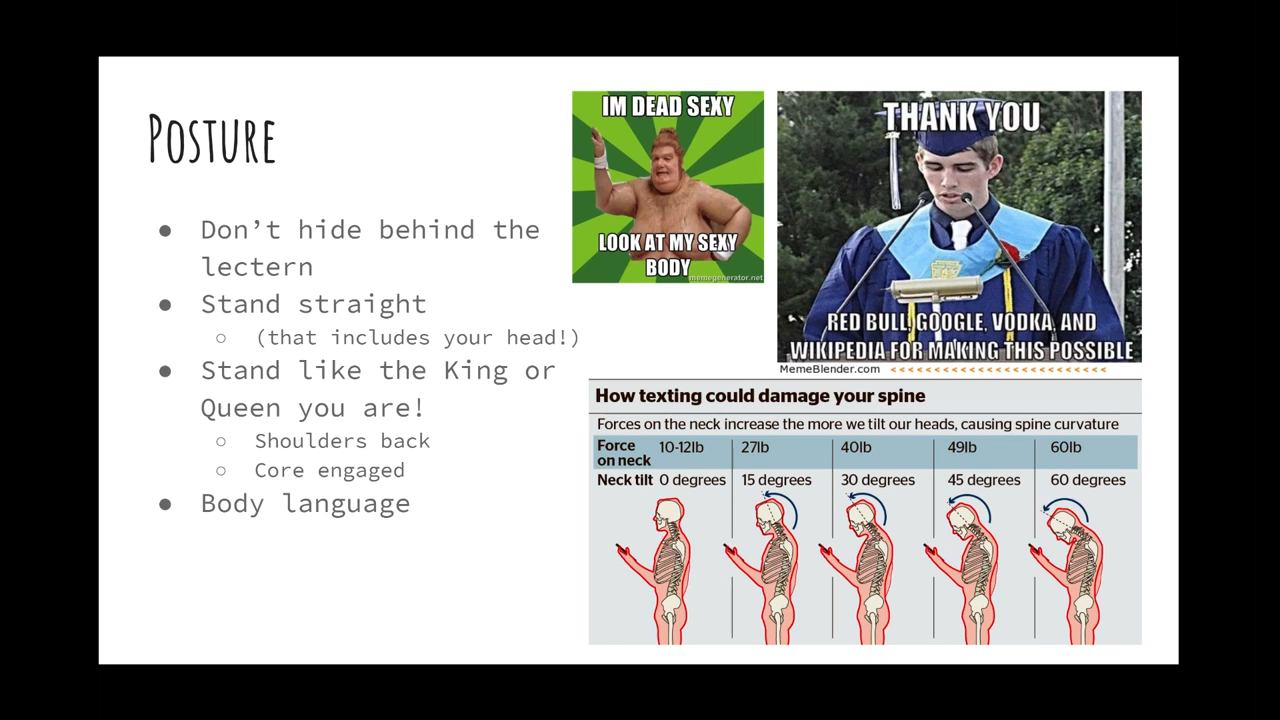 Posture
● Don’t hide behind the
lectern
● Stand straight
○ (that includes your head!)
● Stand like the King or
Queen you are!
○ Shoulders back
○ Core engaged
● Body language
IM DEAD SEXY
LOOK AT MY SEXY
BODY
memegenerator.net
THANK YOU
RED BULL, GOOGLE, VODKA, AND
WIKIPEDIA FOR MAKING THIS POSSIBLE
MemeBlender.com <<<<<<<<<<<<<<<<<<<<<<<<<
How texting could damage your spine
Forces on the neck increase the more we tilt our heads, causing spine curvature
Force
on neck 10-12lb 27lb 40lb 49lb 60lb
Neck tilt 0 degrees 15 degrees 30 degrees 45 degrees 60 degrees